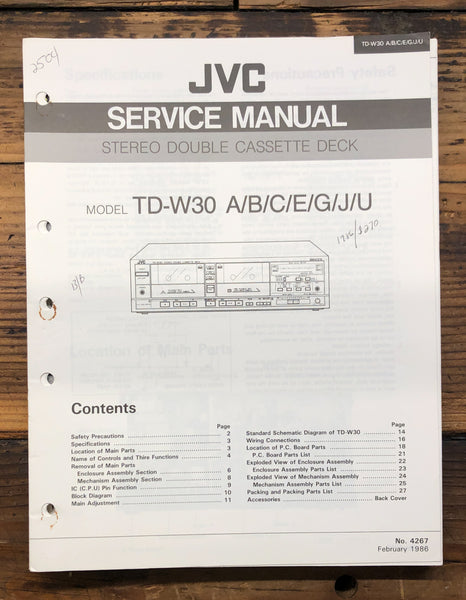 TD-W30 A/B/C/E/G/J/U
2504
JVC
SERVICE MANUAL
STEREO DOUBLE CASSETTE DECK
MODEL TD-W30 A/B/C/E/G/J/U
1986/$270
B/B
JVC
Contents
Page
Safety Precautions 2
Specifications 3
Location of Main Parts 3
Name of Controls and Thire Functions 4
Removal of Main Parts
Enclosure Assembly Section 6
Mechanism Assembly Section 8
IC (C.P.U) Pin Function 9
Block Diagram 10
Main Adjustment 11
Page
Standard Schematic Diagram of TD-W30 14
Wiring Connections 16
Location of P.C. Board Parts 18
P.C. Board Parts List 21
Exploded View of Enclosure Assembly 22
Enclosure Assembly Parts List 23
Exploded View of Mechanism Assembly 24
Mechanism Assembly Parts List 25
Packing and Packing Parts List 27
Accessories Back Cover
No. 4267
February 1986